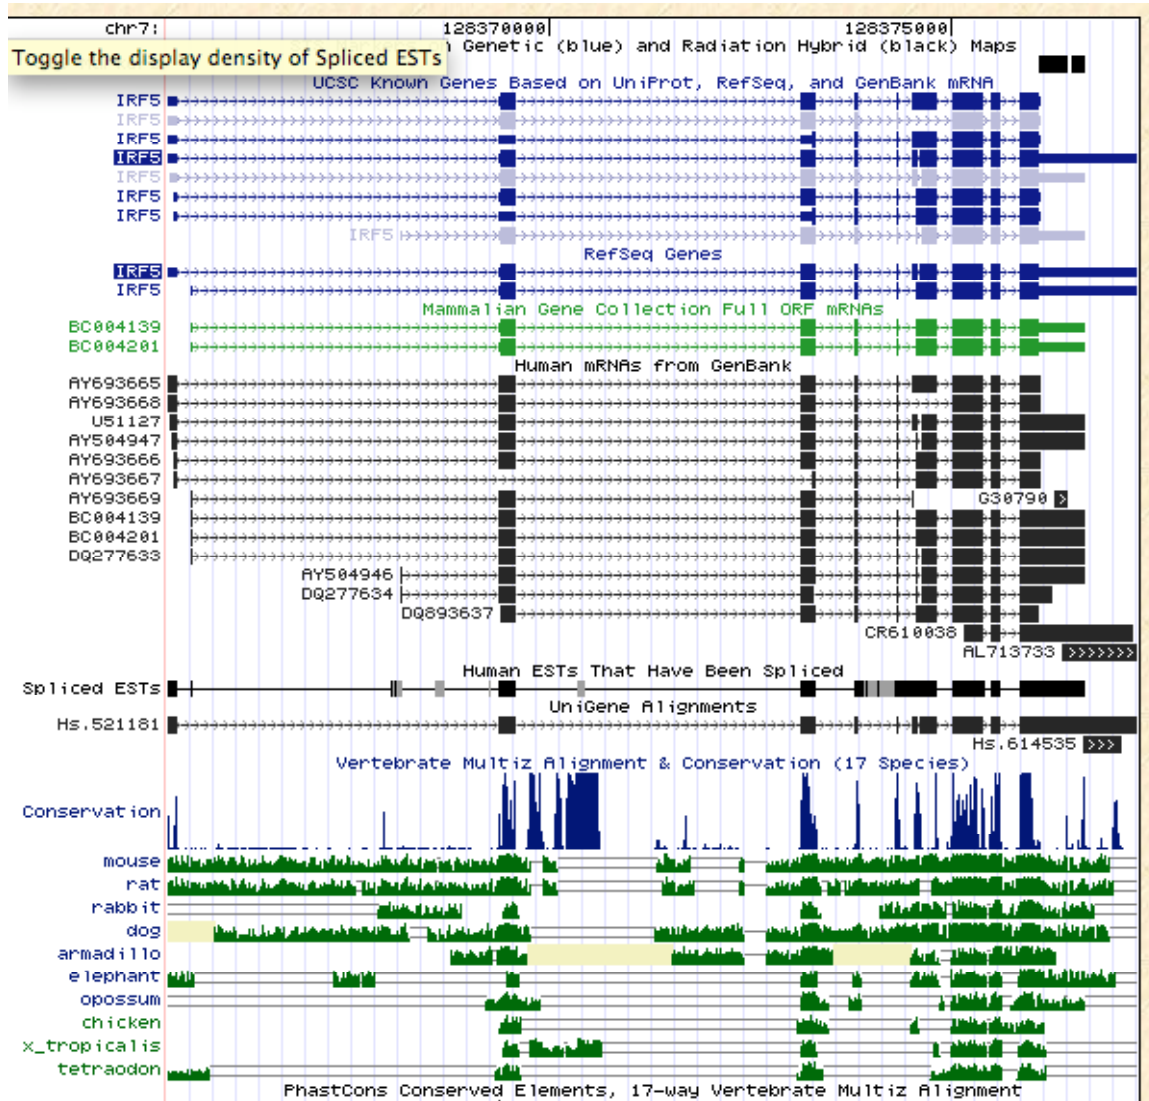 chr7: 128370000| 128375000|
Toggle the display density of Spliced ESTs
Genetic (blue) and Radiation Hybrid (black) Maps
UCSC Known Genes Based on UniProt, RefSeq, and GenBank mRNA
IRF5
IRF5
IRF5
IRF5
IRF5
IRF5
IRF5
IRF5
RefSeq Genes
IRF5
IRF5
Mammalian Gene Collection Full ORF mRNAs
BC004139
BC004201
Human mRNAs from GenBank
AY693665
AY693668
U51127
AY504947
AY693666
AY693667
AY693669 G30790
BC004139
BC004201
DQ277633
AY504946
DQ277634
DQ893637
CR610038
AL713733
Human ESTs That Have Been Spliced
Spliced ESTs
UniGene Alignments
Hs.521181
Hs.614535
Vertebrate Multiz Alignment & Conservation (17 Species)
Conservation
mouse
rat
rabbit
dog
armadillo
elephant
opossum
chicken
x_tropicalis
tetraodon
PhastCons Conserved Elements, 17-way Vertebrate Multiz Alignment